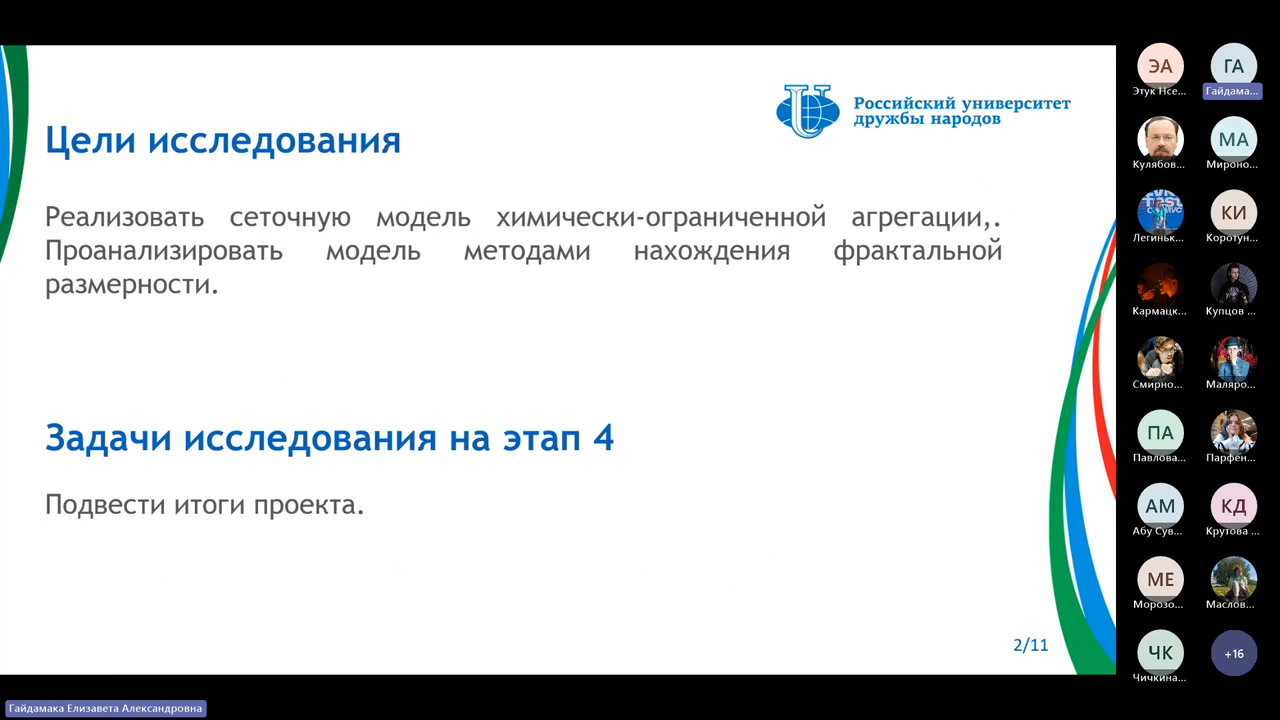 Российский университет
дружбы народов
Цели исследования
Реализовать сеточную модель химически-ограниченной агрегации,.
Проанализировать модель методами нахождения фрактальной
размерности.
Задачи исследования на этап 4
Подвести итоги проекта.
2/11
Гайдамака Елизавета Александровна
ЭА
Этук Нсе...
ГА
Гайдама...
Кулябов...
МА
Мироно...
Легиньк...
КИ
Коротун...
Кармацк...
Купцов ...
Смирно...
Маляро...
ПА
Павлова...
Парфен...
АМ
Абу Сув...
КД
Крутова ...
МЕ
Морозо...
Маслов...
ЧК
Чичкина...
+16